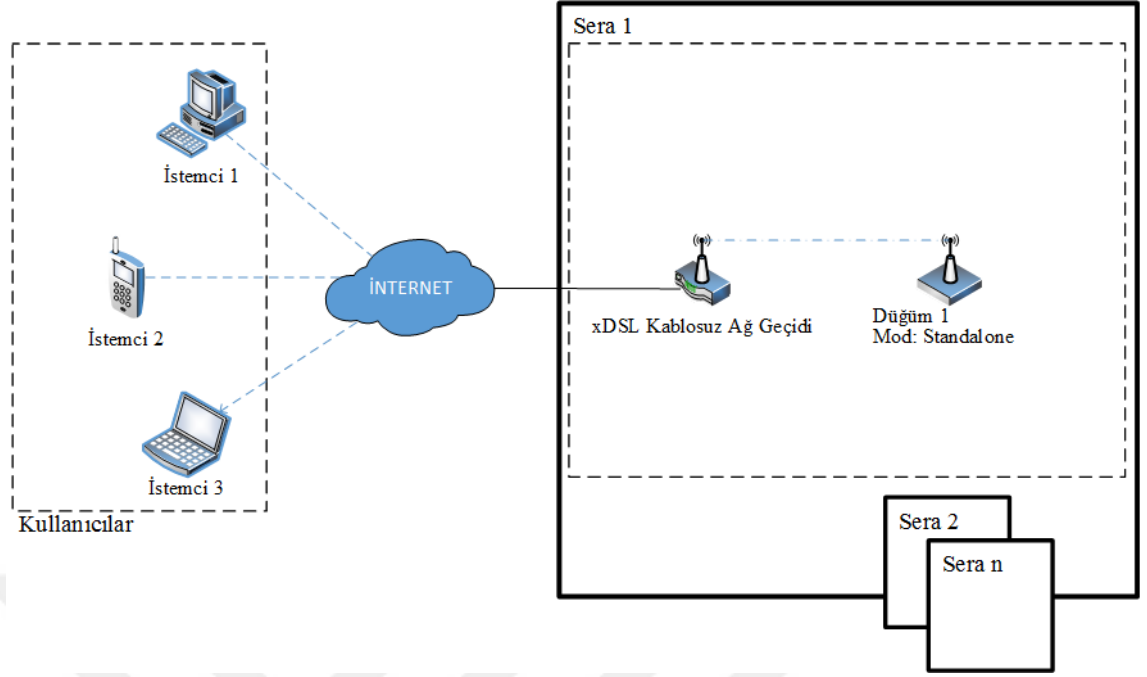 Sera 1
İstemci 1
İNTERNET
İstemci 2
xDSL Kablosuz Ağ Geçidi
Düğüm 1
Mod: Standalone
İstemci 3
Kullanıcılar
Sera 2
Sera n